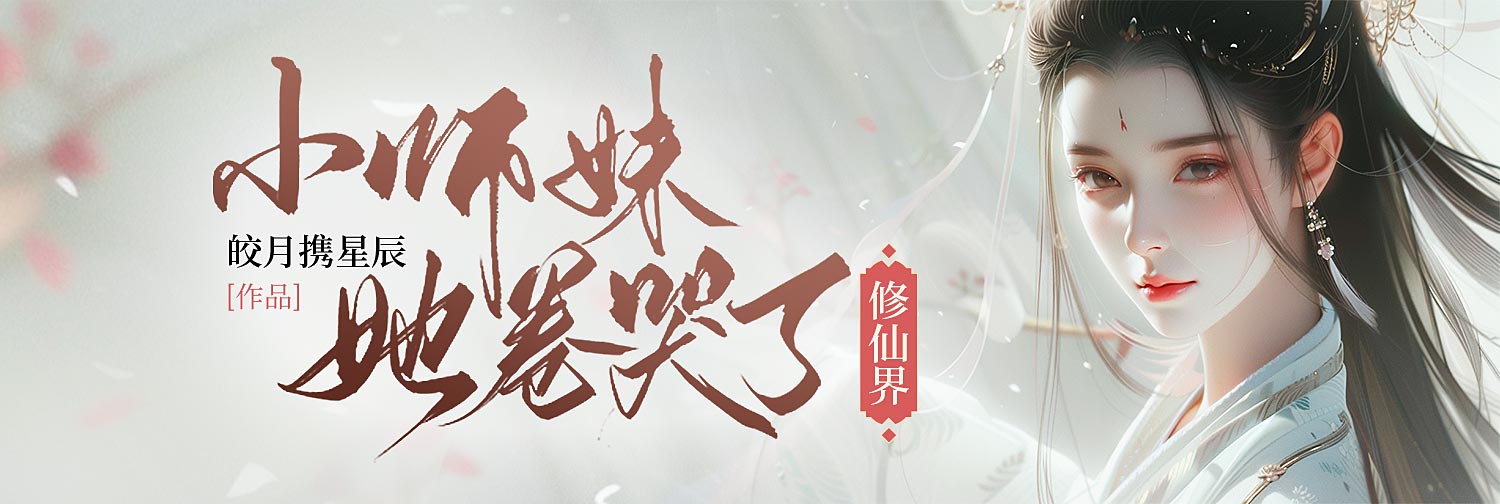 小师妹
她卷哭了
修仙界
皎月携星辰
[作品]